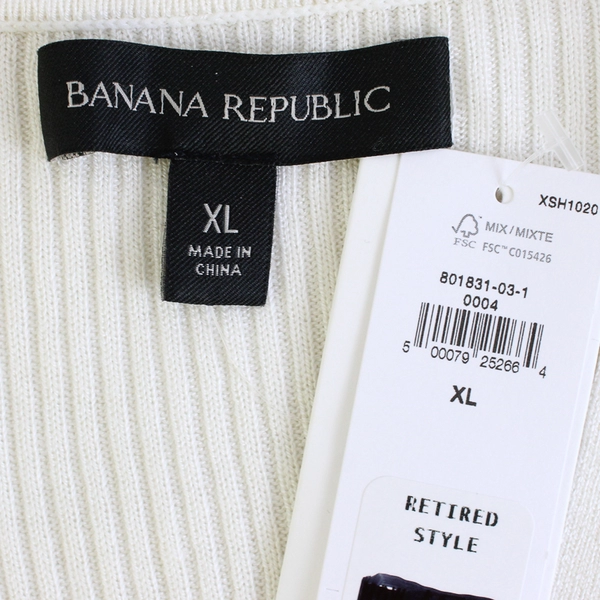 BANANA REPUBLIC
XL
MADE IN
CHINA
XSH1020
MIX / MIXTE
FSC FSC™ C015426
801831-03-1
0004
5 00079 25266 4
XL
RETIRED
STYLE